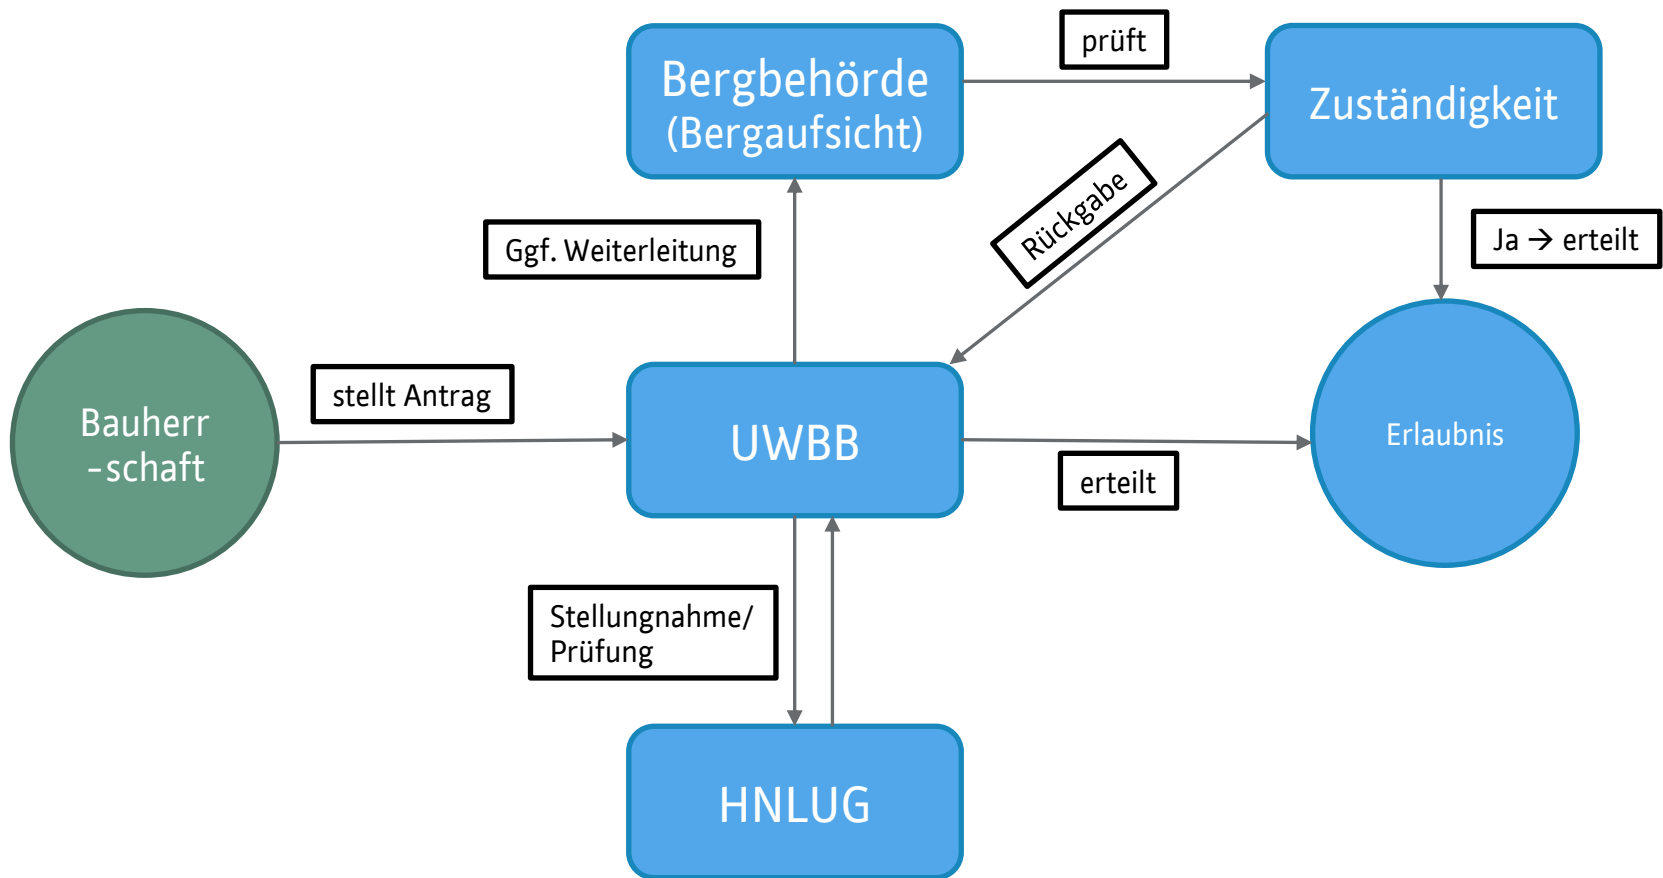 prüft
Bergbehörde
(Bergaufsicht)
Zuständigkeit
Rückgabe
Ggf. Weiterleitung
Ja → erteilt
stellt Antrag
Bauherr
-schaft
UWBB
Erlaubnis
erteilt
Stellungnahme/
Prüfung
HNLUG